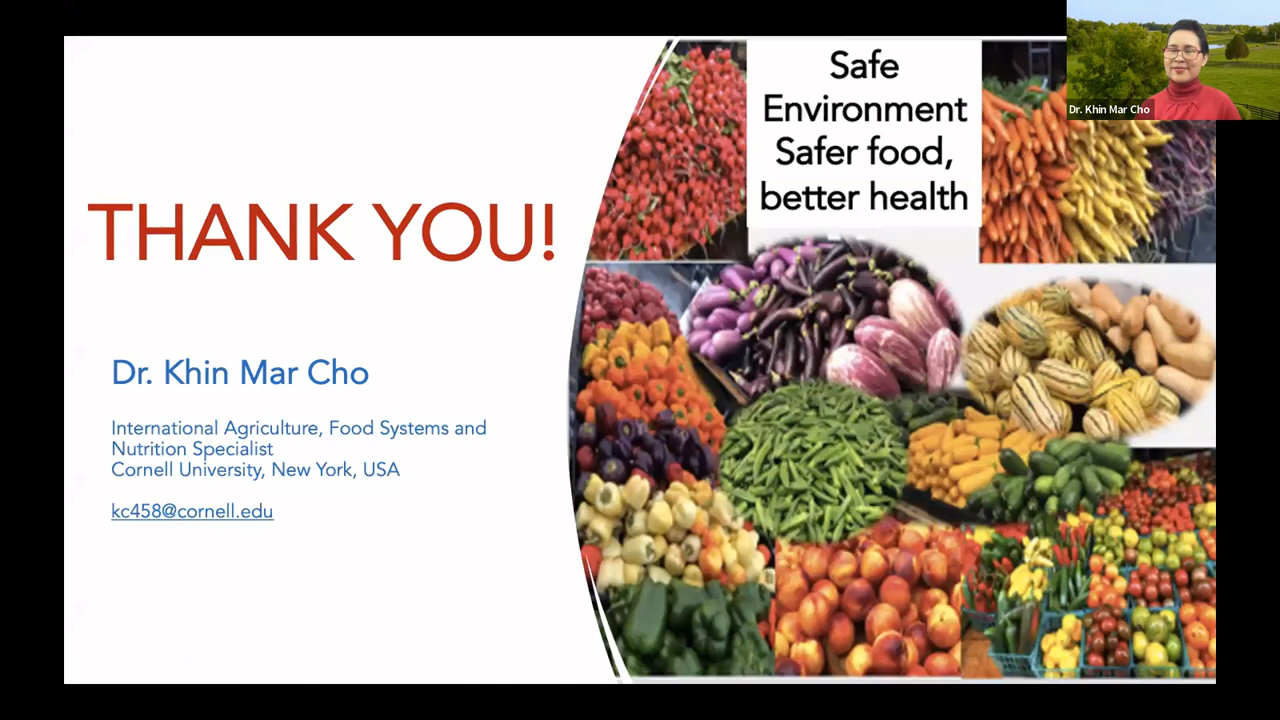 THANK YOU!
Dr. Khin Mar Cho
International Agriculture, Food Systems and
Nutrition Specialist
Cornell University, New York, USA
kc458@cornell.edu
Safe
Environment
Safer food,
better health
Dr. Khin Mar Cho